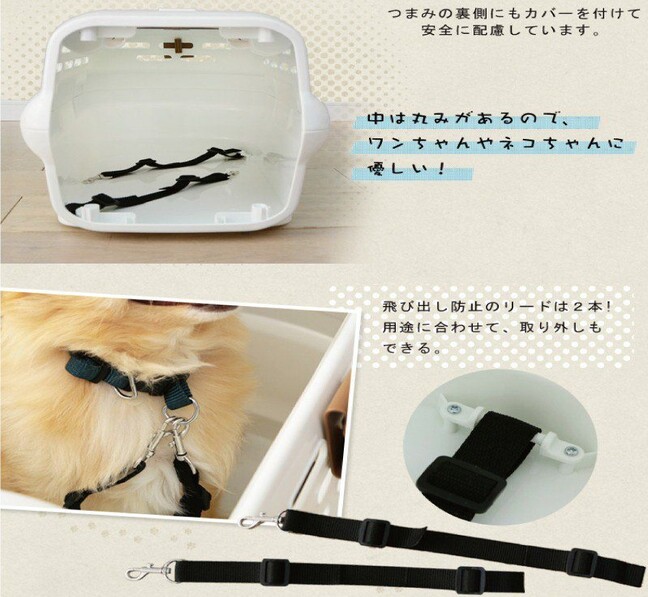 つまみの裏側にもカバーを付けて
安全に配慮しています。
中は丸みがあるので、
ワンちゃんやネコちゃんに
優しい！
飛び出し防止のリードは２本!
用途に合わせて、取り外しも
できる。